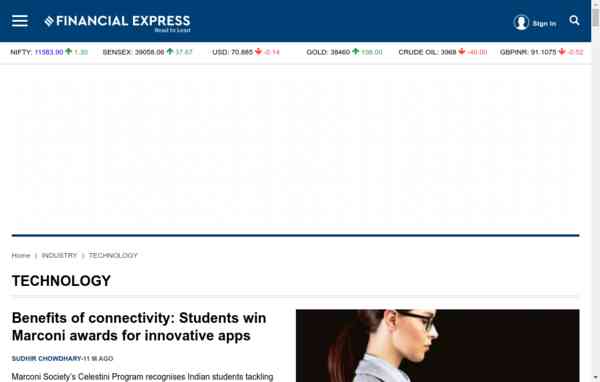 FINANCIAL EXPRESS
Read to Lead
Sign In
NIFTY: 11583.90 1.30 SENSEX: 39058.06 37.67 USD: 70.885 -0.14 GOLD: 38460 156.00 CRUDE OIL: 3968 -40.00 GBPINR: 91.1075 -0.52
Home | INDUSTRY | TECHNOLOGY
TECHNOLOGY
Benefits of connectivity: Students win
Marconi awards for innovative apps
SUDHIR CHOWDHARY-11 M AGO
Marconi Society's Celestini Program recognises Indian students tackling